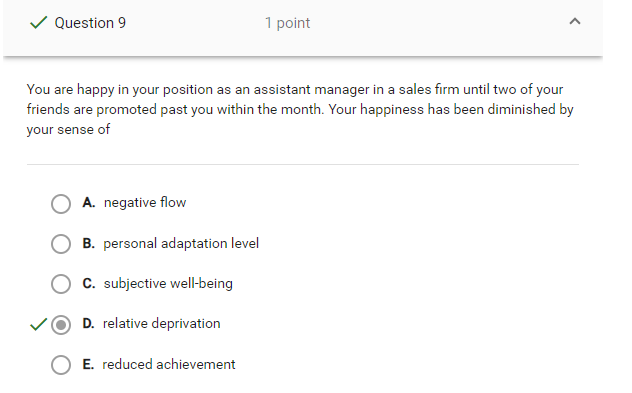 Question 9 1 point
You are happy in your position as an assistant manager in a sales firm until two of your
friends are promoted past you within the month. Your happiness has been diminished by
your sense of
A. negative flow
B. personal adaptation level
C. subjective well-being
D. relative deprivation
E. reduced achievement